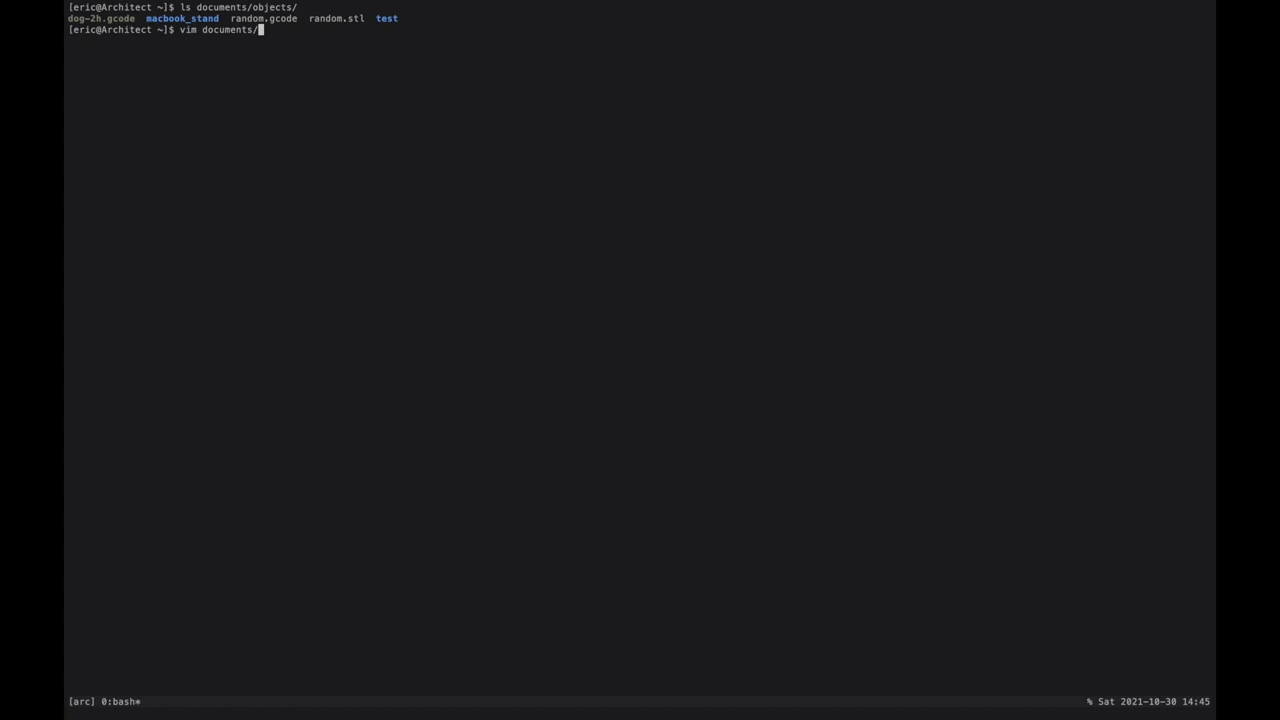 [eric@Architect ~]$ ls documents/objects/
dog-2h.gcode macbook_stand random.gcode random.stl test
[eric@Architect ~]$ vim documents/
[arc] 0:bash* % Sat 2021-10-30 14:45